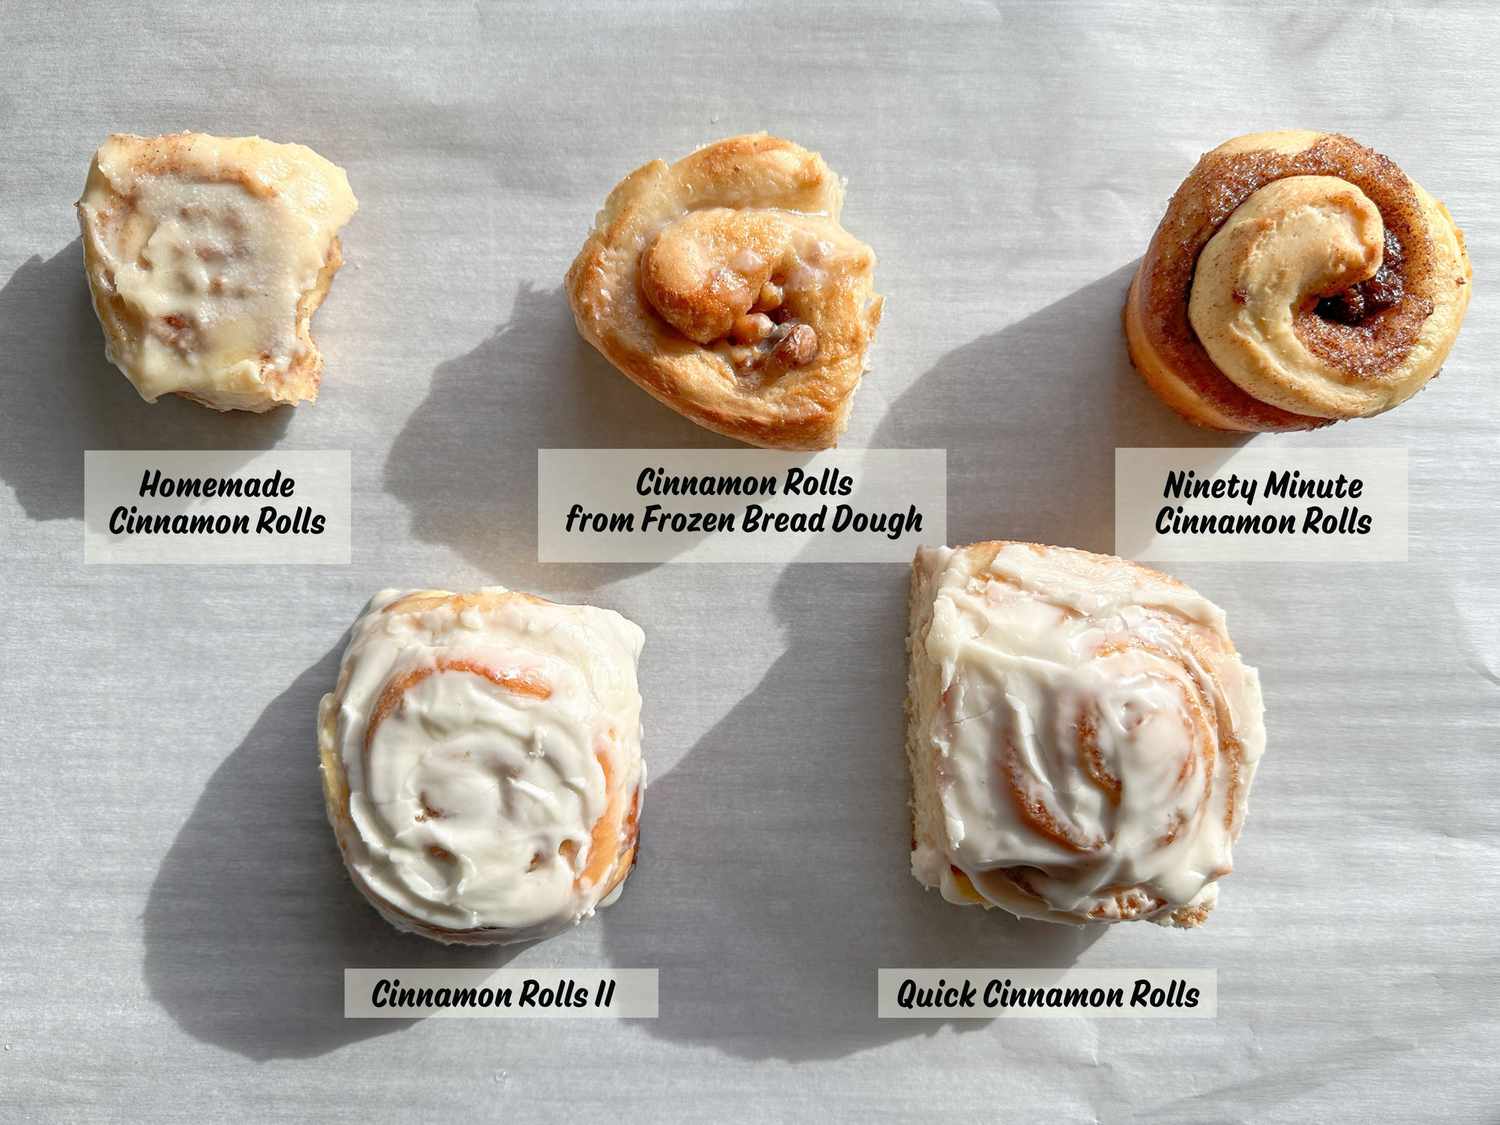 Homemade
Cinnamon Rolls
Cinnamon Rolls
from Frozen Bread Dough
Ninety Minute
Cinnamon Rolls
Cinnamon Rolls II
Quick Cinnamon Rolls